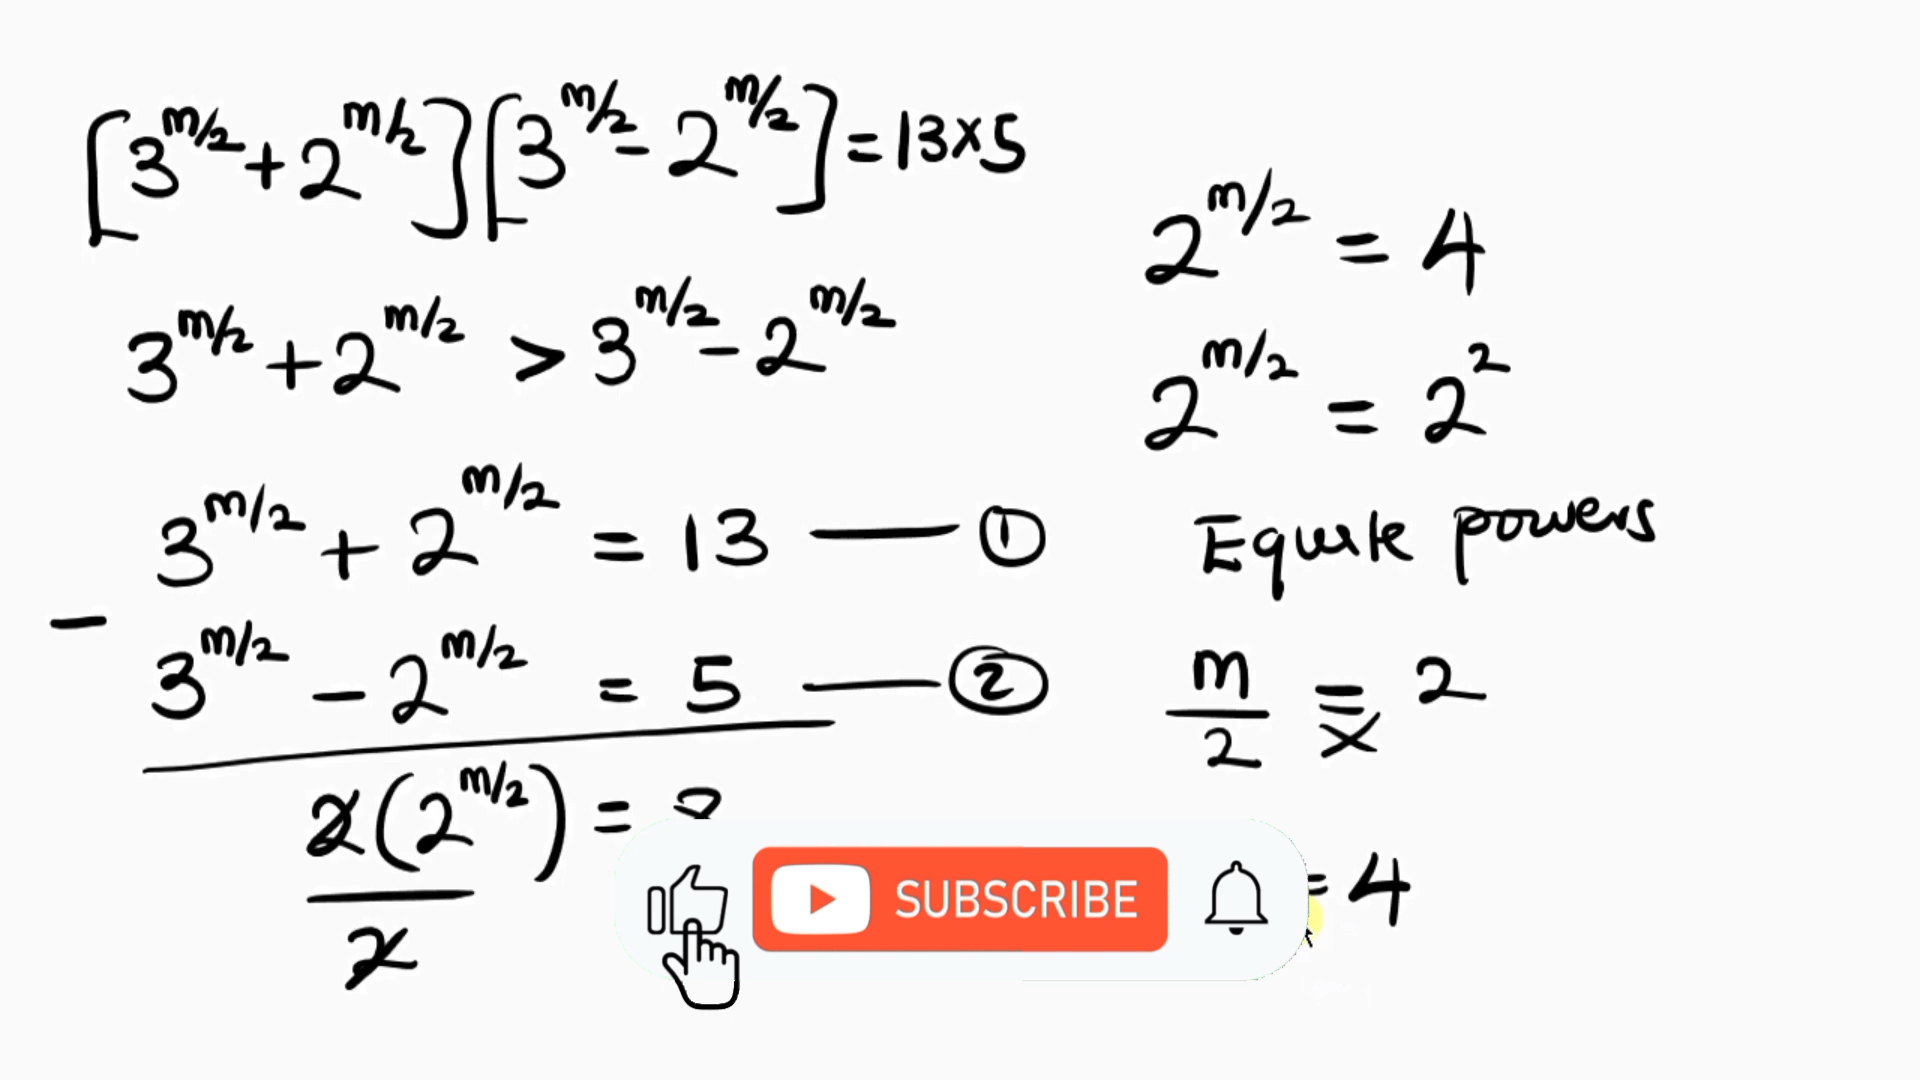 [3^{m/2} + 2^{m/2}] [3^{m/2} - 2^{m/2}] = 13 x 5
3^{m/2} + 2^{m/2} > 3^{m/2} - 2^{m/2}
3^{m/2} + 2^{m/2} = 13 — ①
- 3^{m/2} - 2^{m/2} = 5 — ②
2(2^{m/2}) =
2
2^{m/2} = 4
2^{m/2} = 2^2
powers
m/2 = 2
x
= 4
SUBSCRIBE